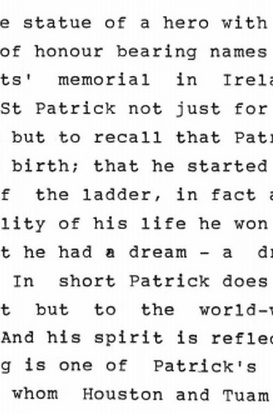 e statue of a hero with
of honour bearing names
ts' memorial in Irela
St Patrick not just for
but to recall that Patr
birth; that he started
f the ladder, in fact a
lity of his life he won
t he had a dream - a dr
In short Patrick does
t but to the world-w
And his spirit is reflec
g is one of Patrick's
whom Houston and Tuam